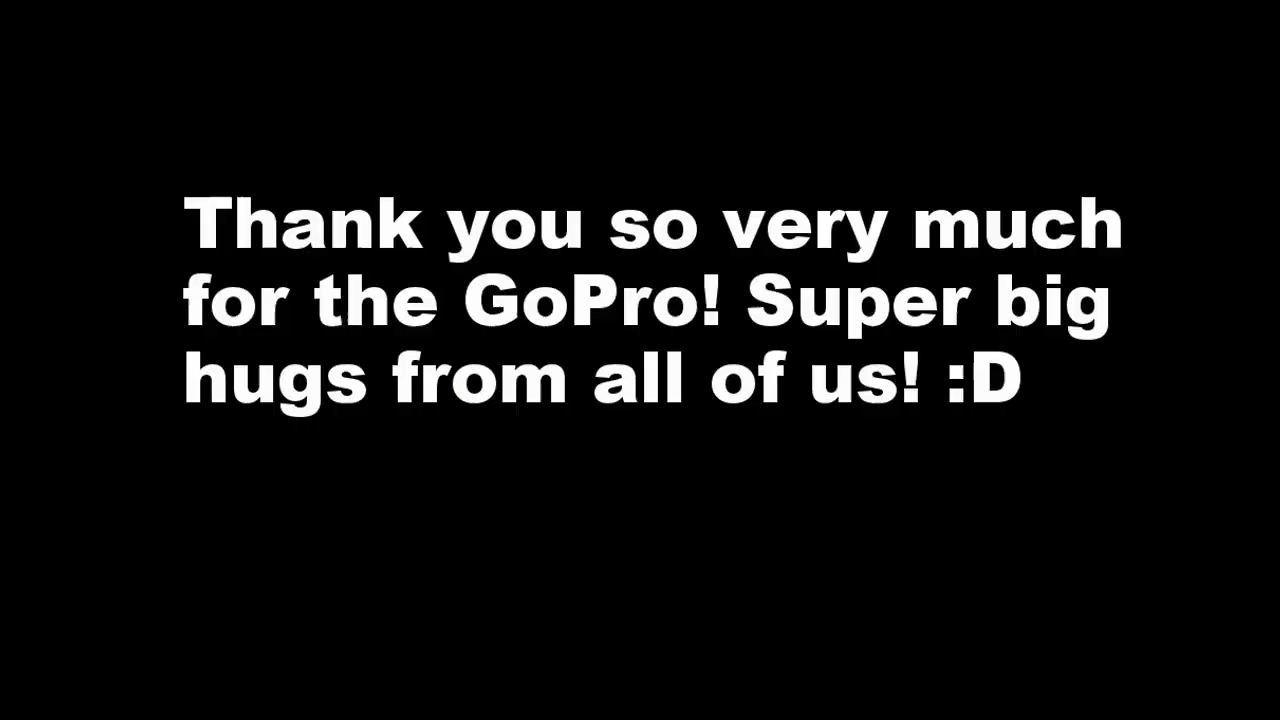 Thank you so very much
for the GoPro! Super big
hugs from all of us! :D